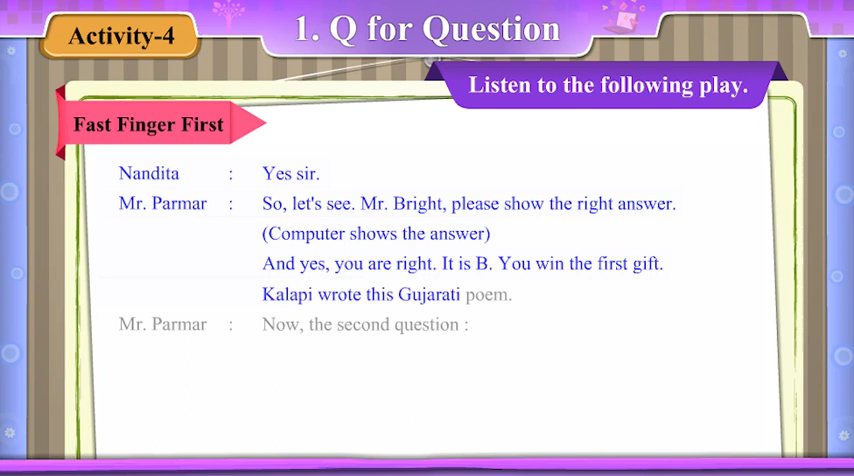 Activity-4
1. Q for Question
Listen to the following play.
Fast Finger First
Nandita : Yes sir.
Mr. Parmar : So, let's see. Mr. Bright, please show the right answer.
(Computer shows the answer)
And yes, you are right. It is B. You win the first gift.
Kalapi wrote this Gujarati poem.
Mr. Parmar : Now, the second question :